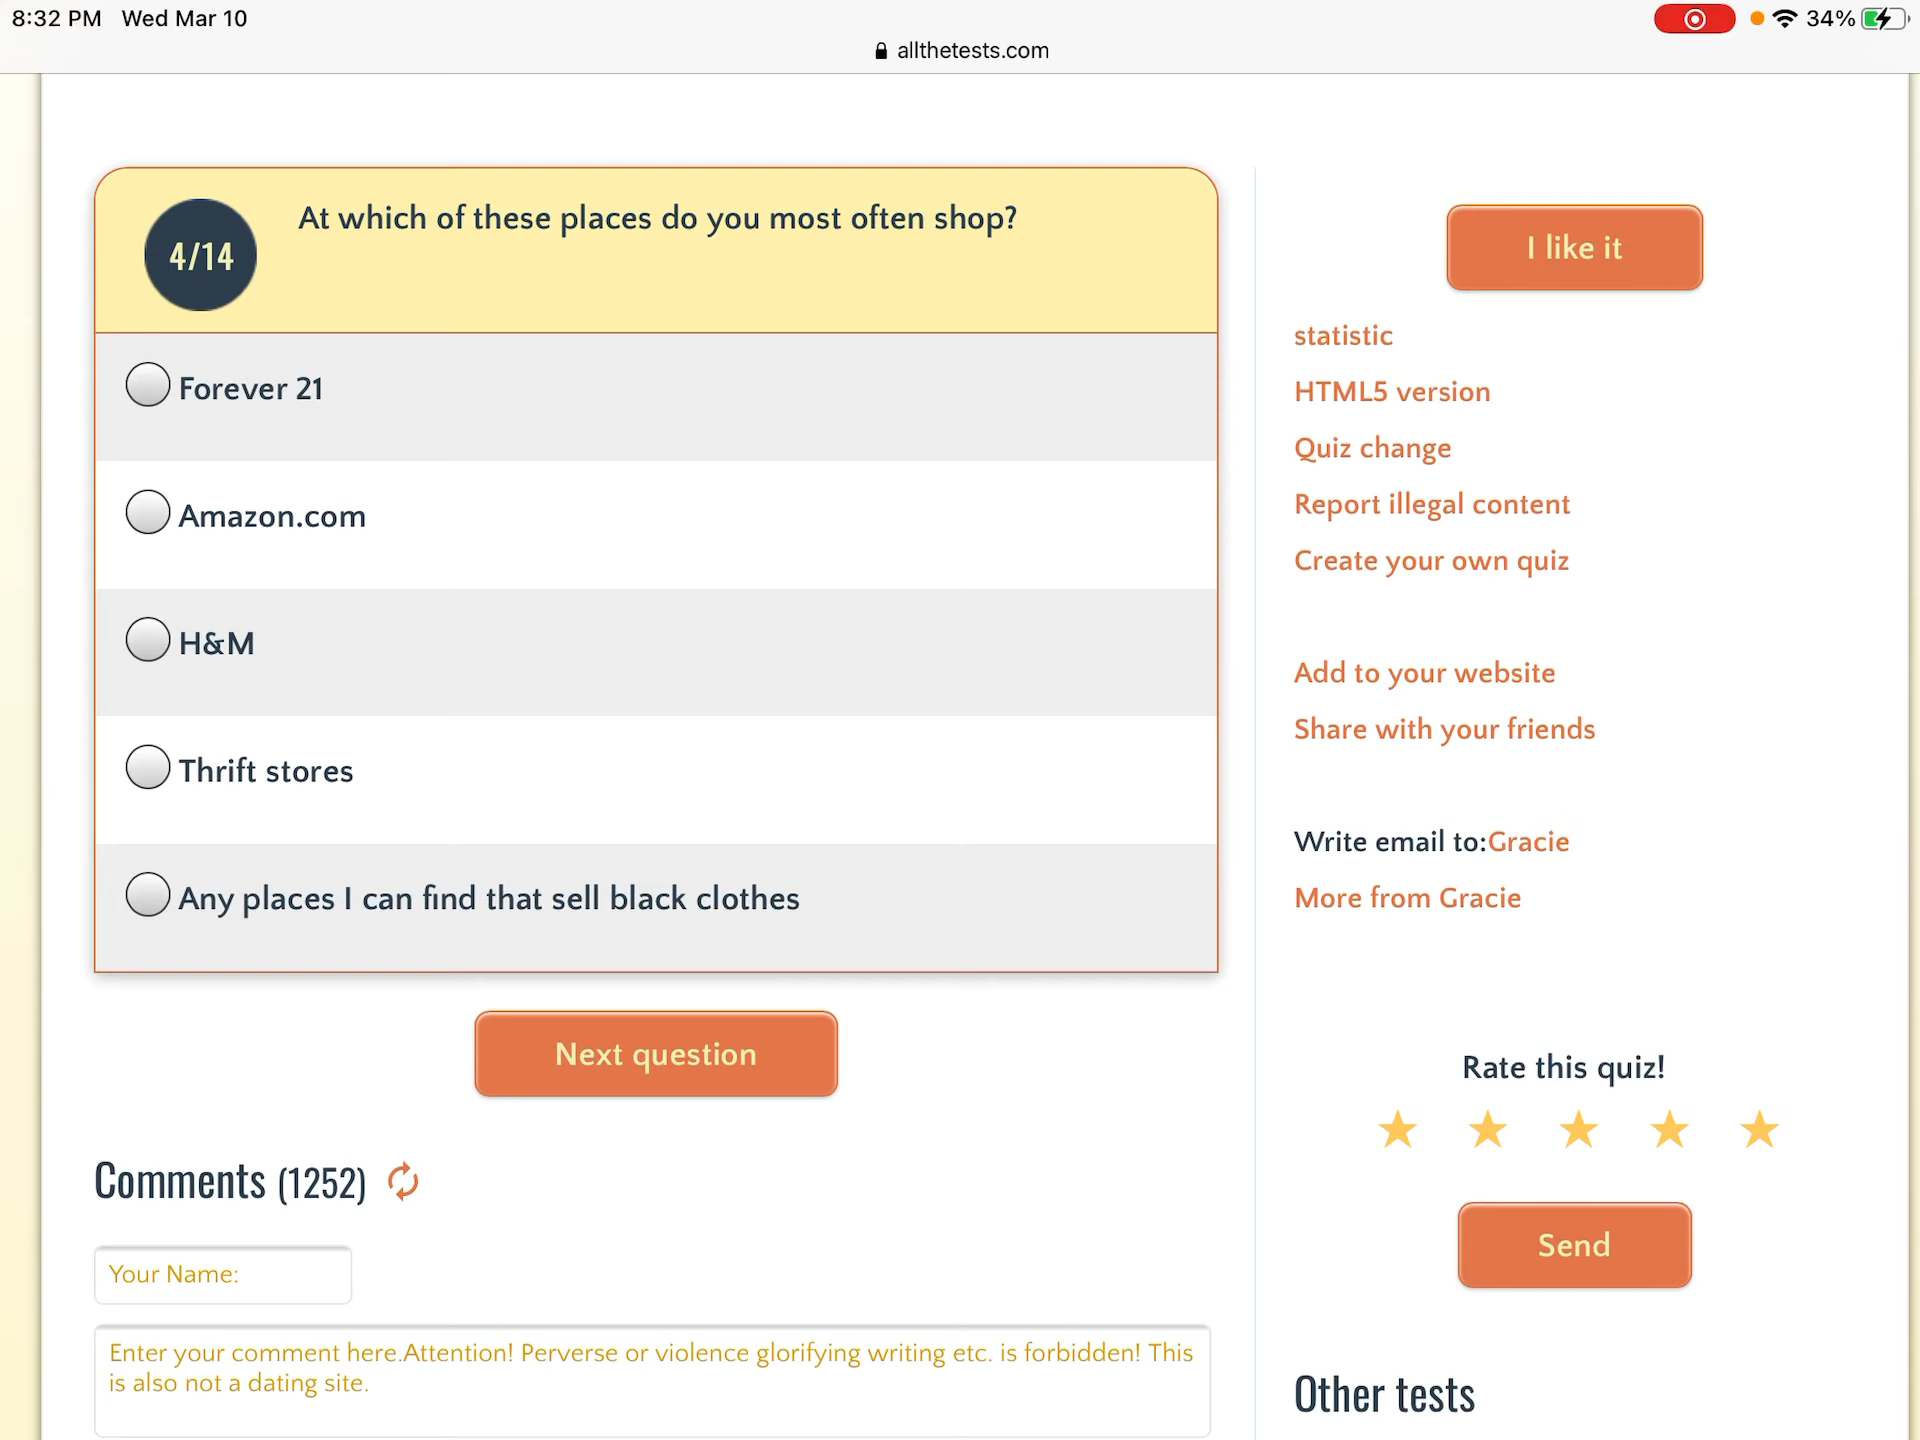 8:32 PM Wed Mar 10
34%
allthetests.com
4/14
At which of these places do you most often shop?
Forever 21
Amazon.com
H&M
Thrift stores
Any places I can find that sell black clothes
Next question
Comments (1252)
Your Name:
Enter your comment here.Attention! Perverse or violence glorifying writing etc. is forbidden! This
is also not a dating site.
I like it
statistic
HTML5 version
Quiz change
Report illegal content
Create your own quiz
Add to your website
Share with your friends
Write email to:Gracie
More from Gracie
Rate this quiz!
Send
Other tests